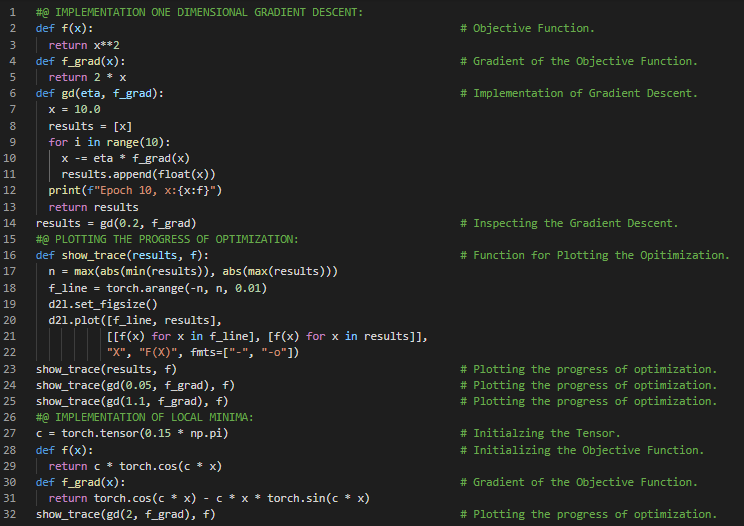 1 #@ IMPLEMENTATION ONE DIMENSIONAL GRADIENT DESCENT:
2 def f(x): # Objective Function.
3 return x**2
4 def f_grad(x): # Gradient of the Objective Function.
5 return 2 * x
6 def gd(eta, f_grad): # Implementation of Gradient Descent.
7 x = 10.0
8 results = [x]
9 for i in range(10):
10 x -= eta * f_grad(x)
11 results.append(float(x))
12 print(f"Epoch 10, x:{x:f}")
13 return results
14 results = gd(0.2, f_grad) # Inspecting the Gradient Descent.
15 #@ PLOTTING THE PROGRESS OF OPTIMIZATION:
16 def show_trace(results, f): # Function for Plotting the Opitimization.
17 n = max(abs(min(results)), abs(max(results)))
18 f_line = torch.arange(-n, n, 0.01)
19 d2l.set_figsize()
20 d2l.plot([f_line, results],
21 [[f(x) for x in f_line], [f(x) for x in results]],
22 "X", "F(X)", fmts=["-", "-o"])
23 show_trace(results, f) # Plotting the progress of optimization.
24 show_trace(gd(0.05, f_grad), f) # Plotting the progress of optimization.
25 show_trace(gd(1.1, f_grad), f) # Plotting the progress of optimization.
26 #@ IMPLEMENTATION OF LOCAL MINIMA:
27 c = torch.tensor(0.15 * np.pi) # Initialzing the Tensor.
28 def f(x): # Initializing the Objective Function.
29 return c * torch.cos(c * x)
30 def f_grad(x): # Gradient of the Objective Function.
31 return torch.cos(c * x) - c * x * torch.sin(c * x)
32 show_trace(gd(2, f_grad), f) # Plotting the progress of optimization.